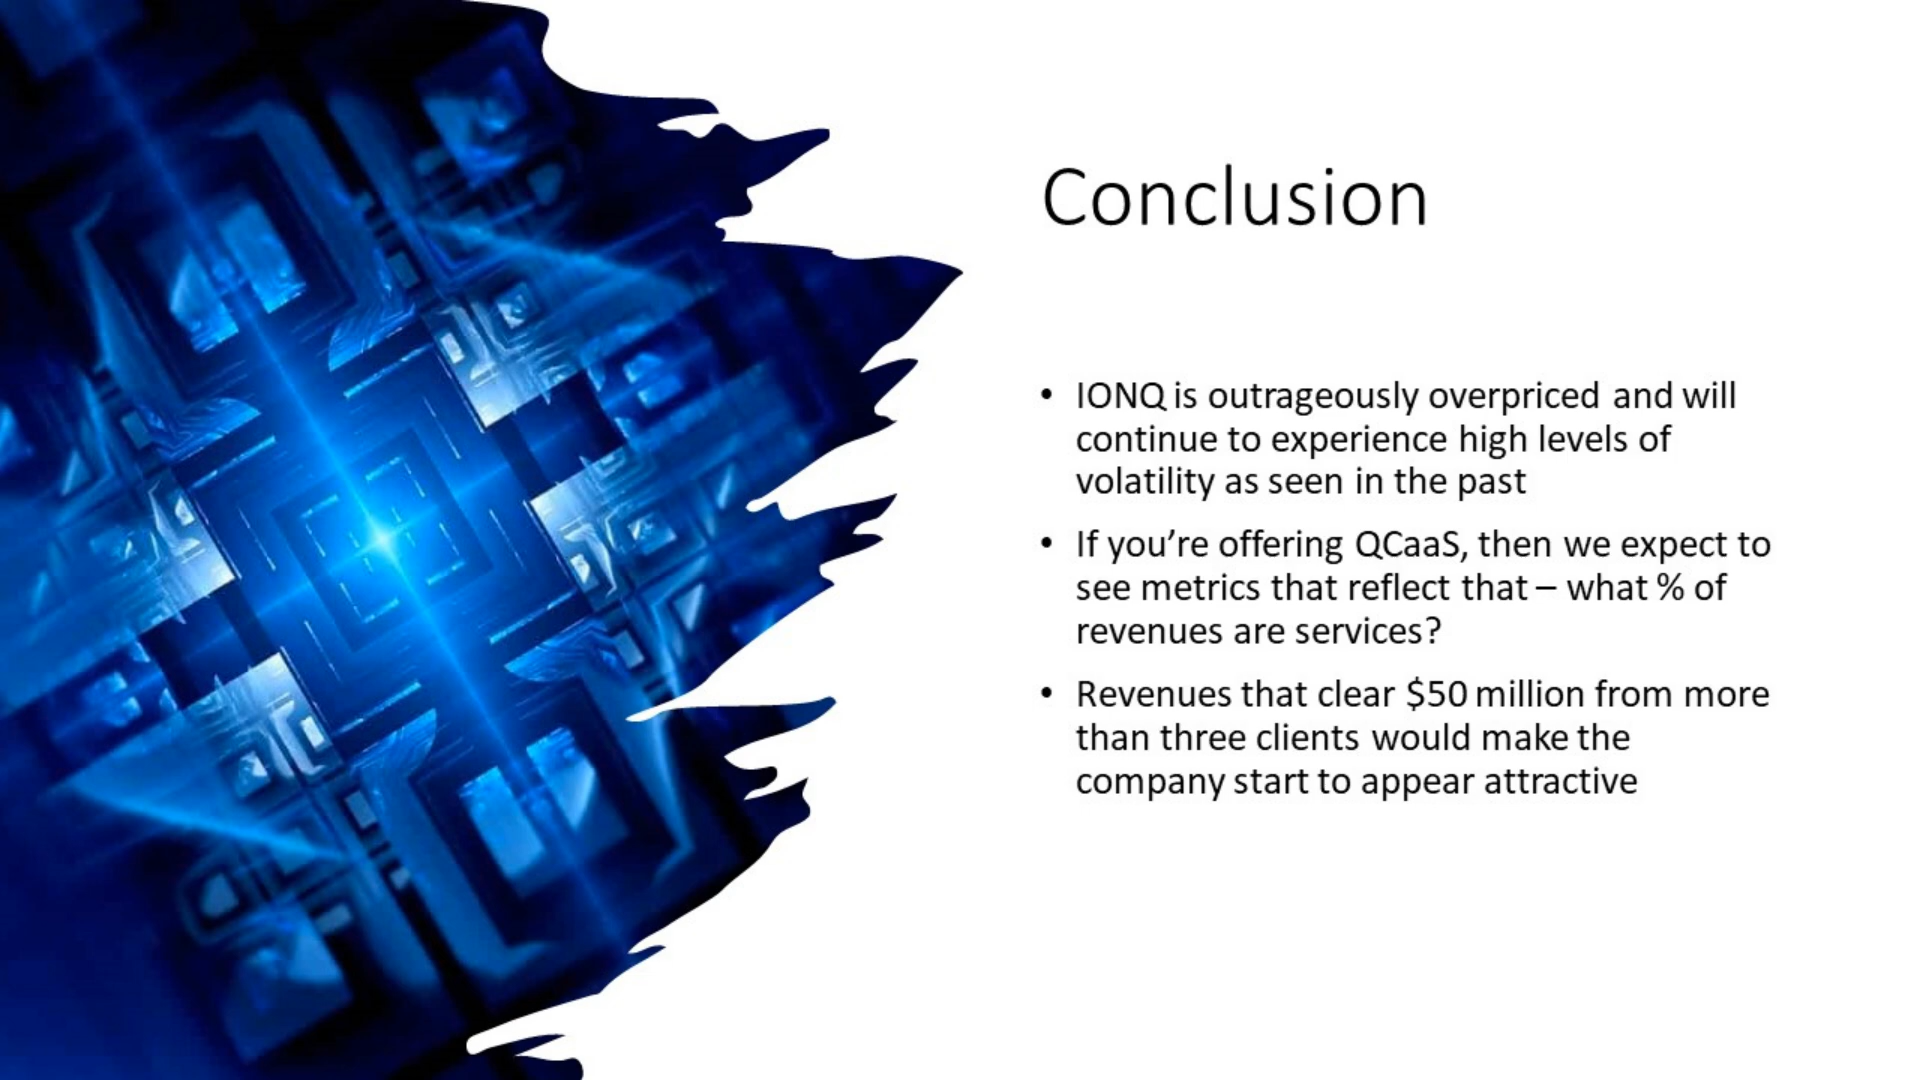 Conclusion
• IONQ is outrageously overpriced and will
continue to experience high levels of
volatility as seen in the past
• If you’re offering QCaaS, then we expect to
see metrics that reflect that – what % of
revenues are services?
• Revenues that clear $50 million from more
than three clients would make the
company start to appear attractive